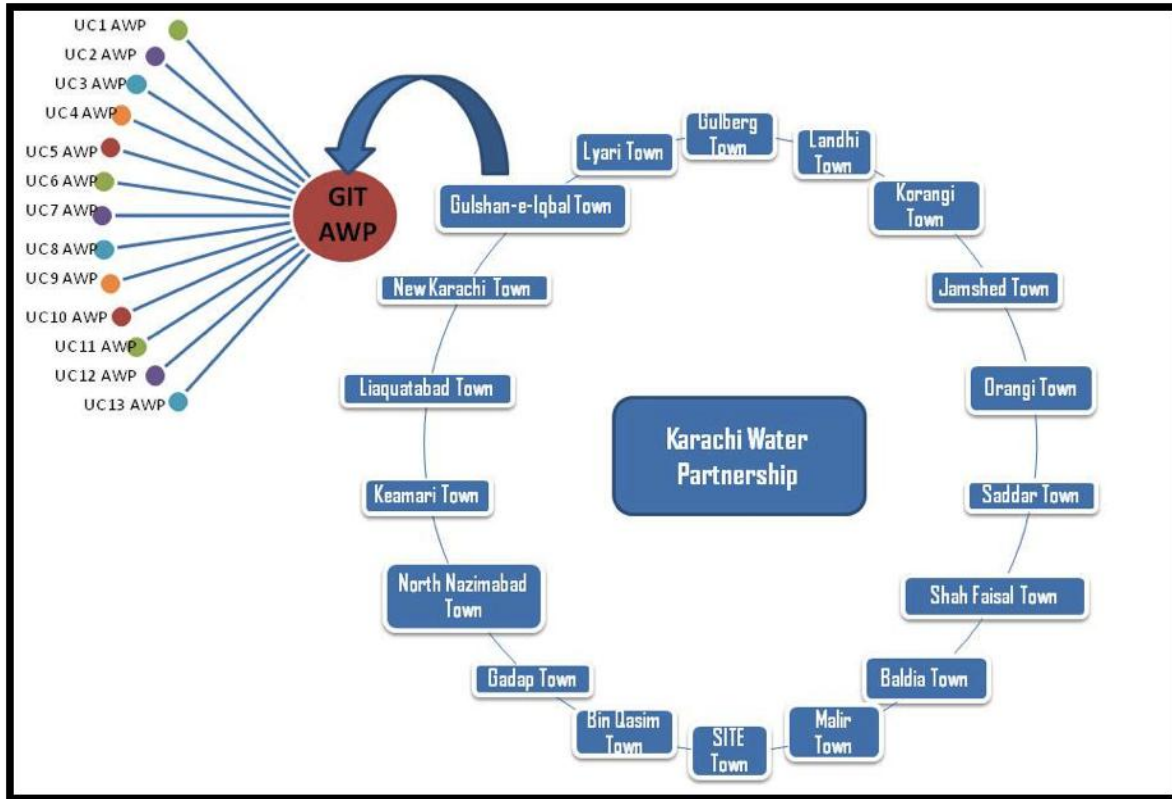 UC1 AWP
UC2 AWP
UC3 AWP
UC4 AWP
UC5 AWP
UC6 AWP
UC7 AWP
UC8 AWP
UC9 AWP
UC10 AWP
UC11 AWP
UC12 AWP
UC13 AWP
GIT
AWP
Gulberg
Town
Landhi
Town
Korangi
Town
Jamshed Town
Orangi Town
Saddar Town
Shah Faisal Town
Baldia Town
Malir
Town
SITE
Town
Bin Qasim
Town
Gadap Town
North Nazimabad
Town
Keamari Town
Liaquatabad Town
New Karachi Town
Gulshan-e-Iqbal Town
Lyari Town
Karachi Water
Partnership